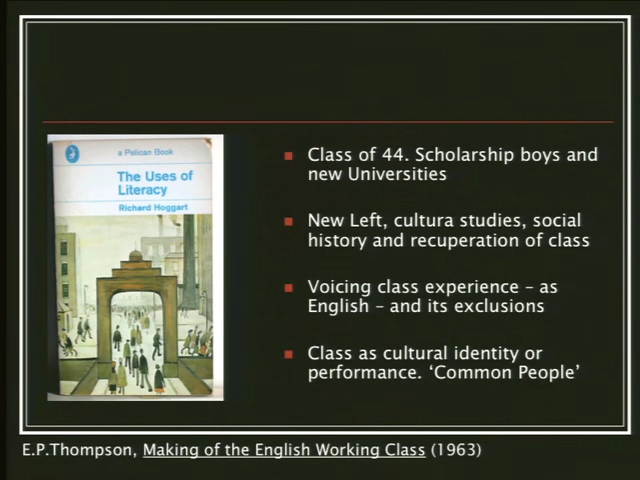 a Pelican Book
The Uses of
Literacy
Richard Hoggart
Class of 44. Scholarship boys and
new Universities
New Left, cultura studies, social
history and recuperation of class
Voicing class experience – as
English – and its exclusions
Class as cultural identity or
performance. ‘Common People’
E.P.Thompson, Making of the English Working Class (1963)